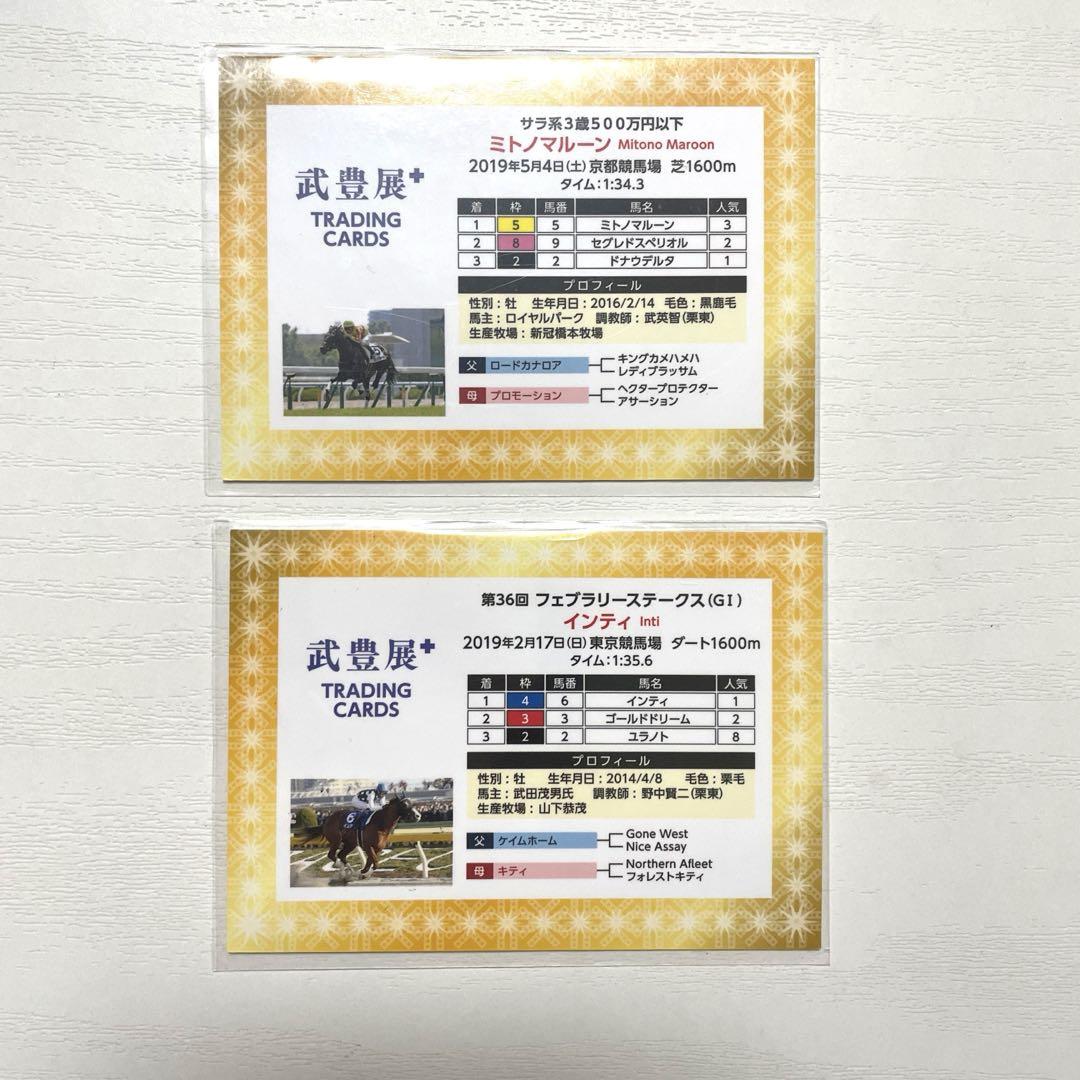 武豊展+
TRADING
CARDS
サラ系3歳500万円以下
ミトノマルーン Mitono Maroon
2019年5月4日(土)京都競馬場 芝1600m
タイム:1:34.3
着 枠 馬番 馬名 人気
1 5 5 ミトノマルーン 3
2 8 9 セグレドスペリオル 2
3 2 2 ドナウデルタ 1
プロフィール
性別:牡 生年月日:2016/2/14 毛色:黒鹿毛
馬主:ロイヤルパーク 調教師:武英智(栗東)
生産牧場:新冠橋本牧場
父 ロードカナロア
キングカメハメハ
レディブラッサム
母 プロモーション
ヘクタープロテクター
アサーション
武豊展+
TRADING
CARDS
第36回 フェブラリーステークス(GI)
インティ Inti
2019年2月17日(日)東京競馬場 ダート1600m
タイム:1:35.6
着 枠 馬番 馬名 人気
1 4 6 インティ 1
2 3 3 ゴールドドリーム 2
3 2 2 ユラノト 8
プロフィール
性別:牡 生年月日:2014/4/8 毛色:栗毛
馬主:武田茂男氏 調教師:野中賢二(栗東)
生産牧場:山下恭茂
父 ケイムホーム
Gone West
Nice Assay
母 キティ
Northern Afleet
フォレストキティ
6